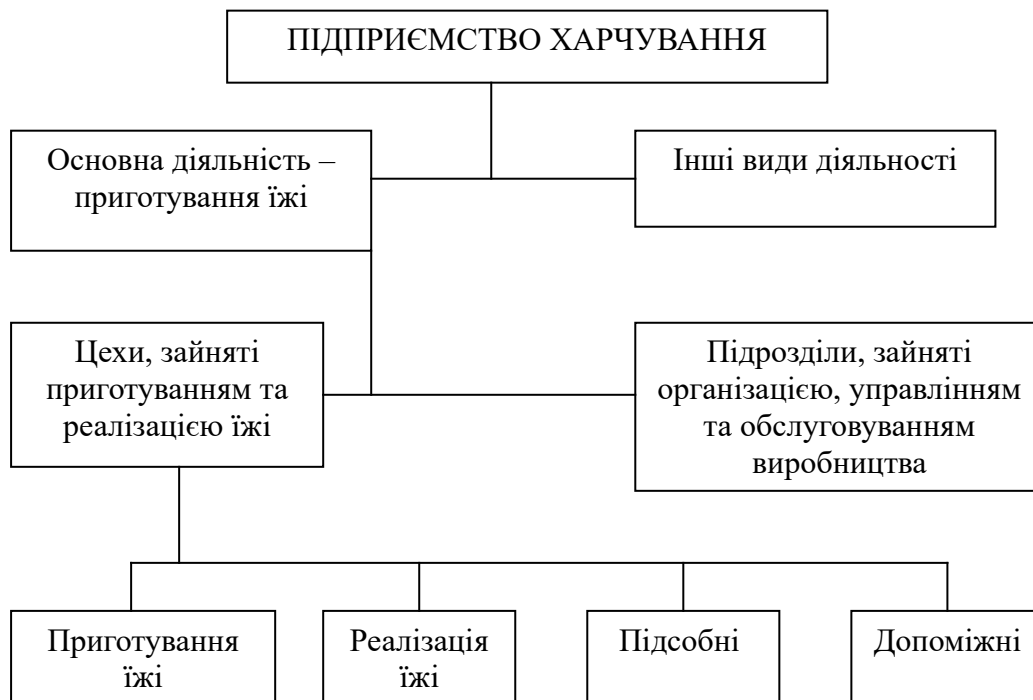 ПІДПРИЄМСТВО ХАРЧУВАННЯ
Основна діяльність –
приготування їжі
Інші види діяльності
Цехи, зайняті
приготуванням та
реалізацією їжі
Підрозділи, зайняті
організацією, управлінням
та обслуговуванням
виробництва
Приготування
їжі
Реалізація
їжі
Підсобні
Допоміжні